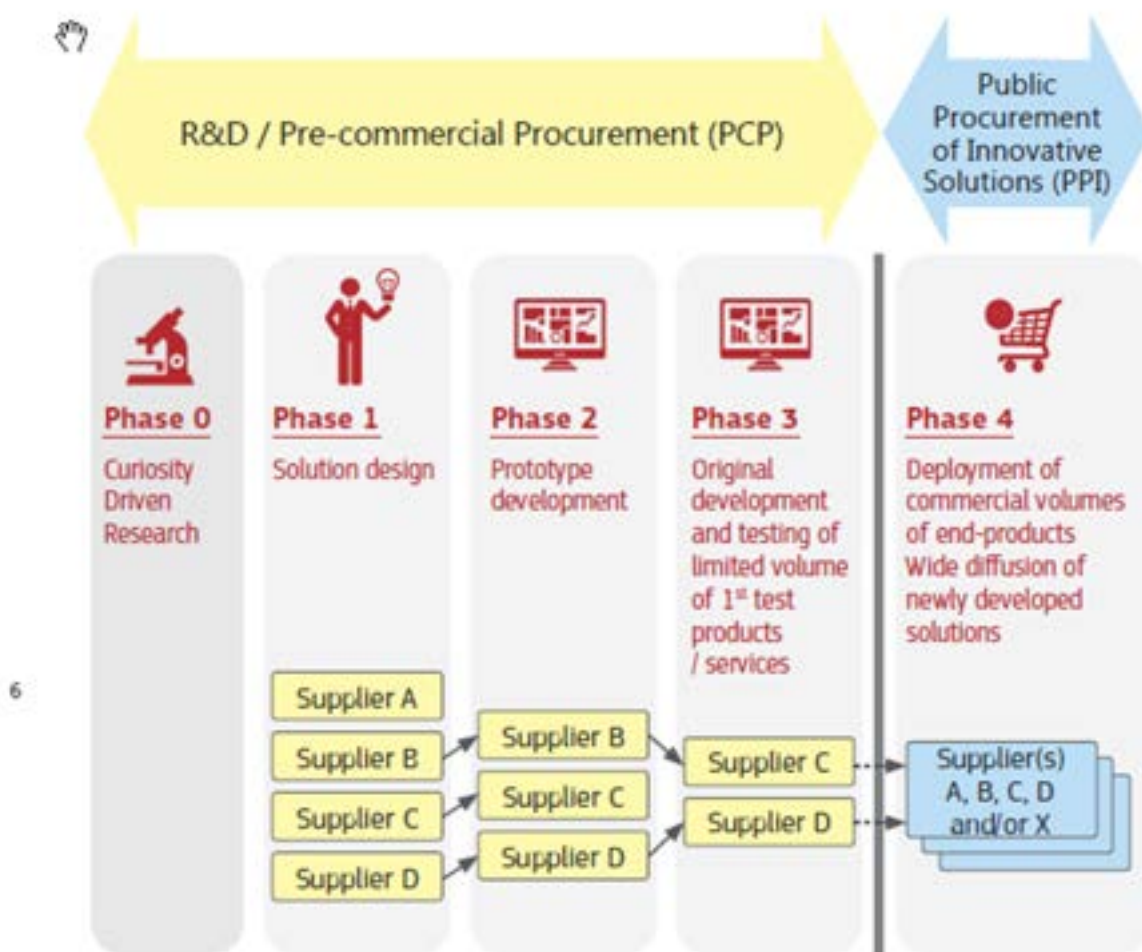 R&D / Pre-commercial Procurement (PCP)
Public
Procurement
of Innovative
Solutions (PPI)
Phase 0
Curiosity
Driven
Research
Phase 1
Solution design
Phase 2
Prototype
development
Phase 3
Original
development
and testing of
limited volume
of 1st test
products
/ services
Phase 4
Deployment of
commercial volumes
of end-products
Wide diffusion of
newly developed
solutions
6
Supplier A
Supplier B
Supplier C
Supplier D
Supplier B
Supplier C
Supplier D
Supplier C
Supplier D
Supplier(s)
A, B, C, D
and/or X